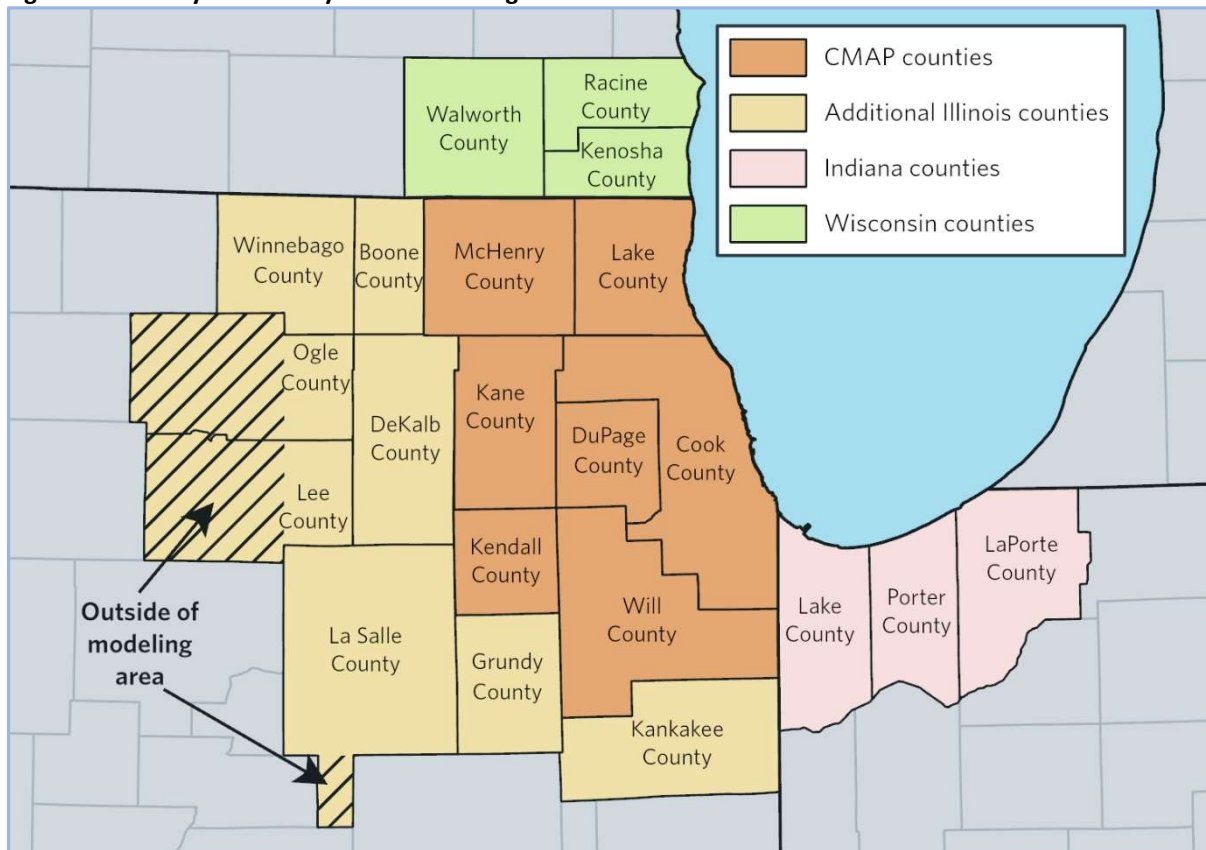 CMAP counties
Additional Illinois counties
Indiana counties
Wisconsin counties
Walworth
County
Racine
County
Kenosha
County
Winnebago
County
Boone
County
McHenry
County
Lake
County
Ogle
County
DeKalb
County
Kane
County
DuPage
County
Cook
County
Lee
County
Kendall
County
Will
County
Lake
County
Porter
County
LaPorte
County
La Salle
County
Grundy
County
Kankakee
County
Outside of
modeling
area